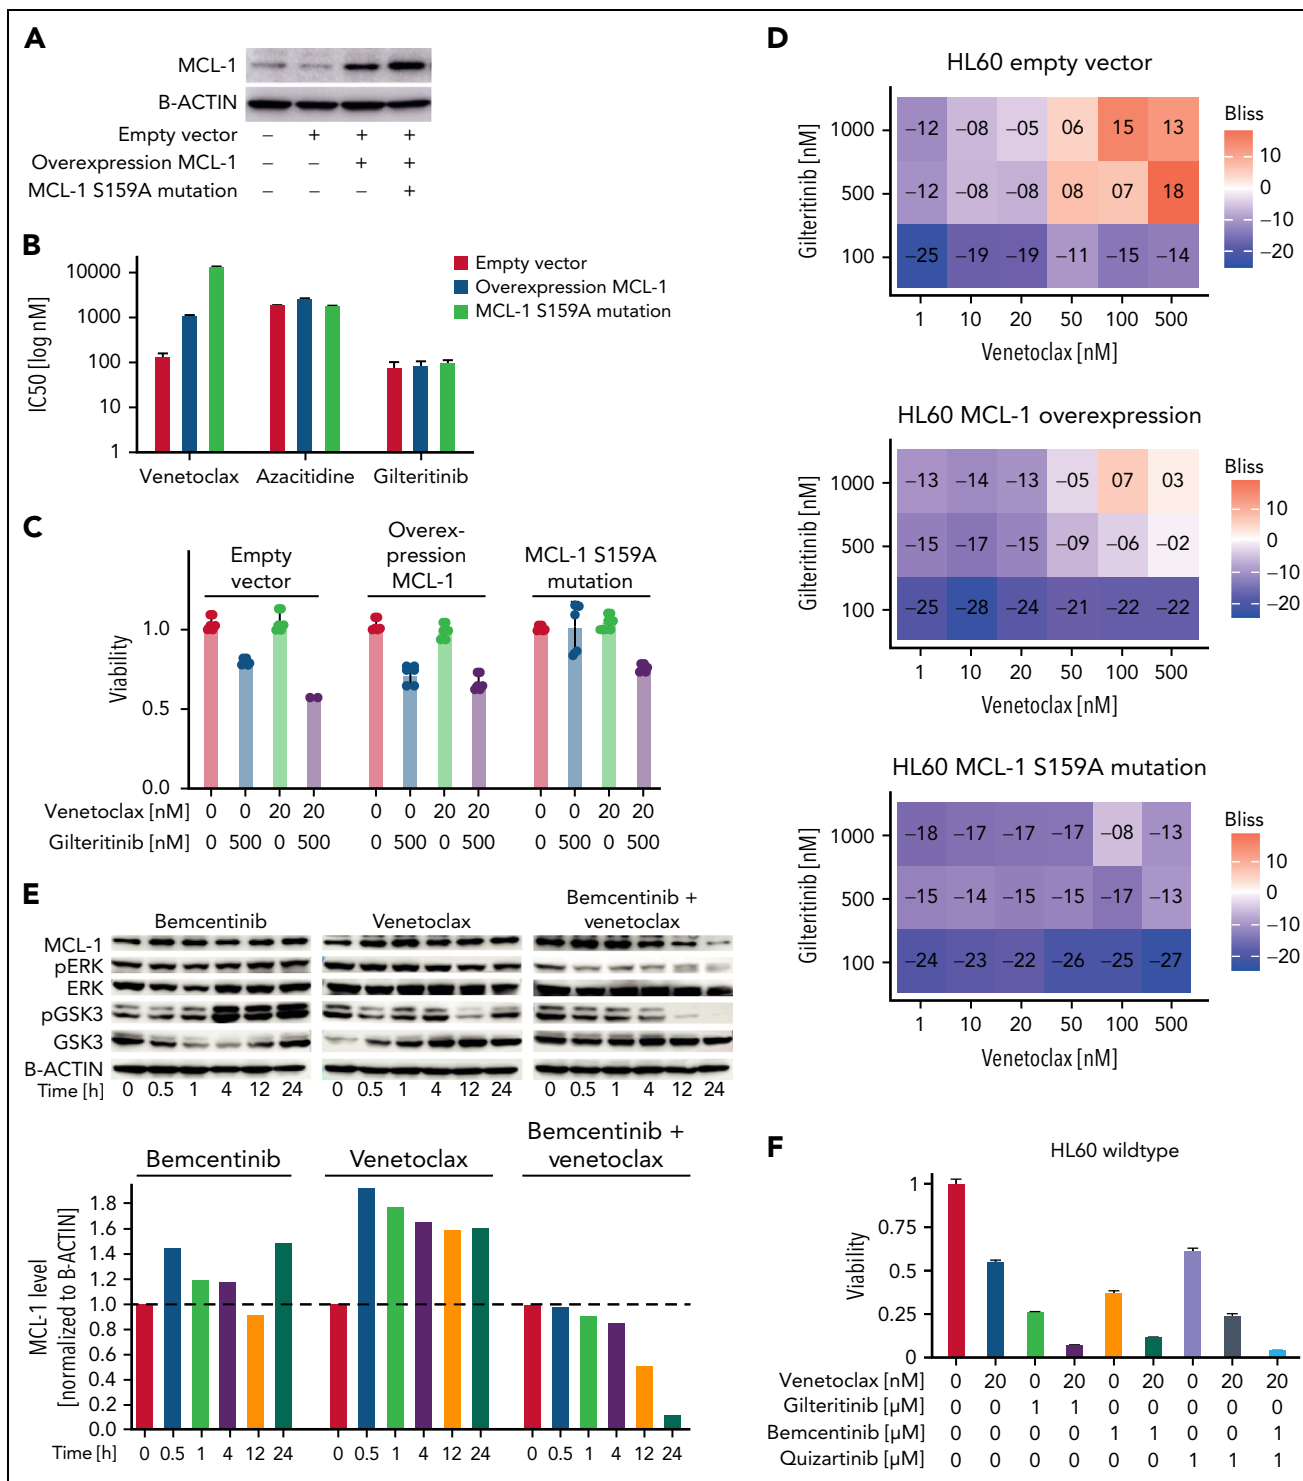 A
MCL-1
B-ACTIN
Empty vector – + + +
Overexpression MCL-1 – – + +
MCL-1 S159A mutation – – – +
B
Empty vector
Overexpression MCL-1
MCL-1 S159A mutation
IC50 [log nM]
10000
1000
100
10
1
Venetoclax Azacitidine Gilteritinib
C
Empty vector
Overex-
pression
MCL-1
MCL-1 S159A
mutation
Viability
1.0
0.5
0.0
Venetoclax [nM] 0 0 20 20 0 0 20 20 0 0 20 20
Gilteritinib [nM] 0 500 0 500 0 500 0 500 0 500 0 500
D
HL60 empty vector
Gilteritinib [nM]
1000 –12 –08 –05 06 15 13
500 –12 –08 –08 08 07 18
100 –25 –19 –19 –11 –15 –14
1 10 20 50 100 500
Venetoclax [nM]
Bliss
10
0
–10
–20
HL60 MCL-1 overexpression
Gilteritinib [nM]
1000 –13 –14 –13 –05 07 03
500 –15 –17 –15 –09 –06 –02
100 –25 –28 –24 –21 –22 –22
1 10 20 50 100 500
Venetoclax [nM]
Bliss
10
0
–10
–20
HL60 MCL-1 S159A mutation
Gilteritinib [nM]
1000 –18 –17 –17 –17 –08 –13
500 –15 –14 –15 –15 –17 –13
100 –24 –23 –22 –26 –25 –27
1 10 20 50 100 500
Venetoclax [nM]
Bliss
10
0
–10
–20
E
Bemcentinib Venetoclax Bemcentinib +
venetoclax
MCL-1
pERK
ERK
pGSK3
GSK3
B-ACTIN
Time [h] 0 0.5 1 4 12 24 0 0.5 1 4 12 24 0 0.5 1 4 12 24
Bemcentinib Venetoclax Bemcentinib +
venetoclax
MCL-1 level
[normalized to B-ACTIN]
1.8
1.6
1.4
1.2
1.0
0.8
0.6
0.4
0.2
0.0
Time [h] 0 0.5 1 4 12 24 0 0.5 1 4 12 24 0 0.5 1 4 12 24
F
HL60 wildtype
Viability
1
0.75
0.5
0.25
0
Venetoclax [nM] 0 20 0 20 0 20 0 20 20
Gilteritinib [µM] 0 0 1 1 0 0 0 0 0
Bemcentinib [µM] 0 0 0 0 1 1 0 0 1
Quizartinib [µM] 0 0 0 0 0 0 1 1 1